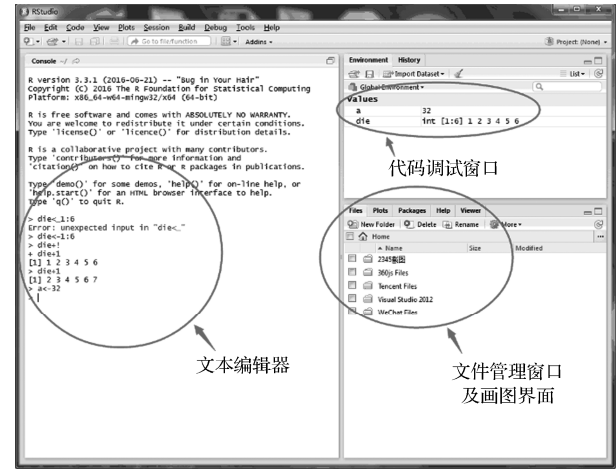 RStudio
File Edit Code View Plots Session Build Debug Tools Help
Go to file/function Addins Project: (None)
Console ~/
R version 3.3.1 (2016-06-21) -- "Bug in Your Hair"
Copyright (C) 2016 The R Foundation for Statistical Computing
Platform: x86_64-w64-mingw32/x64 (64-bit)
R is free software and comes with ABSOLUTELY NO WARRANTY.
You are welcome to redistribute it under certain conditions.
Type 'license()' or 'licence()' for distribution details.
R is a collaborative project with many contributors.
Type 'contributors()' for more information and
'citation()' on how to cite R or R packages in publications.
Type 'demo()' for some demos, 'help()' for on-line help, or
'help.start()' for an HTML browser interface to help.
Type 'q()' to quit R.
> die<_1:6
Error: unexpected input in "die<_"
> die<-1:6
> die+!
+ die+1
[1] 1 2 3 4 5 6
> die+1
[1] 2 3 4 5 6 7
> a<-32
>
文本编辑器
Environment History
Import Dataset List
Global Environment
values
a 32
die int [1:6] 1 2 3 4 5 6
代码调试窗口
Files Plots Packages Help Viewer
New Folder Delete Rename More
Home
Name Size Modified
2345截图
360js Files
Tencent Files
Visual Studio 2012
WeChat Files
文件管理窗口
及画图界面